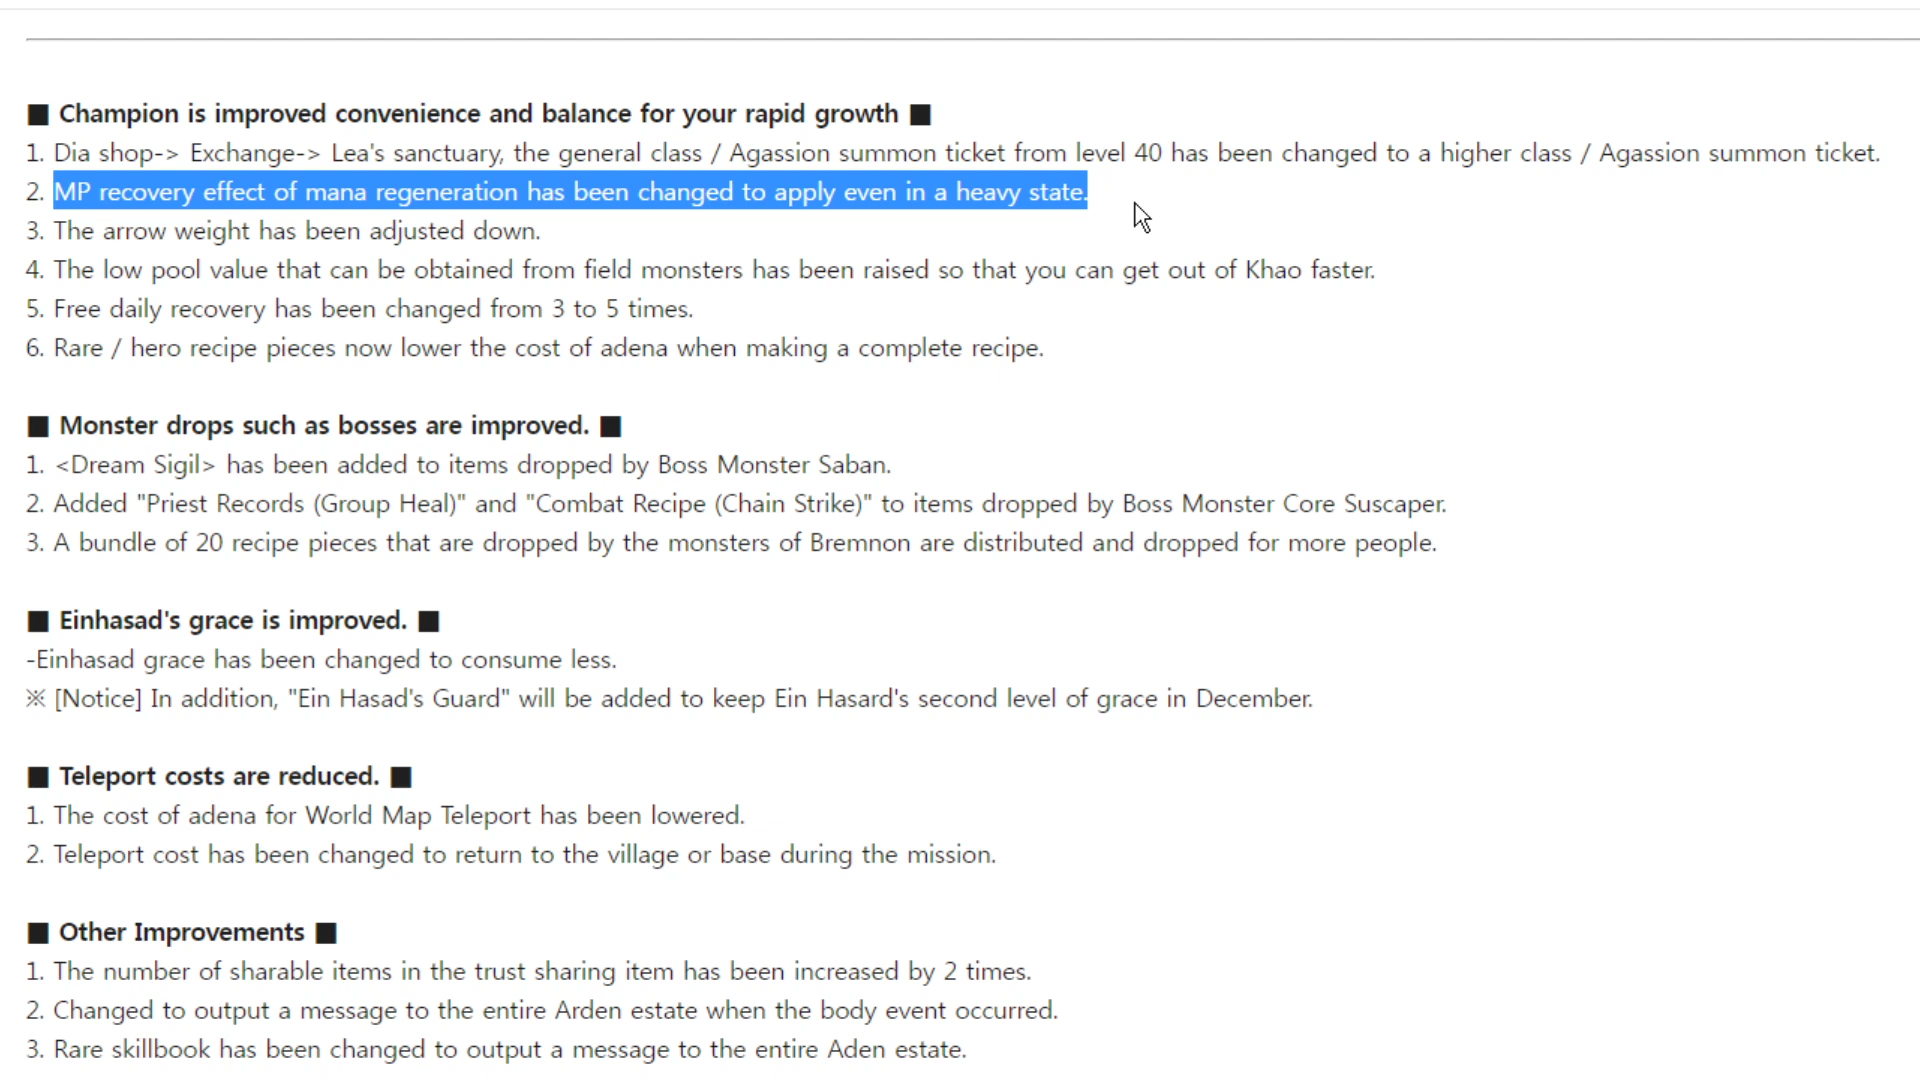 ■ Champion is improved convenience and balance for your rapid growth ■
1. Dia shop-> Exchange-> Lea's sanctuary, the general class / Agassion summon ticket from level 40 has been changed to a higher class / Agassion summon ticket.
2. MP recovery effect of mana regeneration has been changed to apply even in a heavy state.
3. The arrow weight has been adjusted down.
4. The low pool value that can be obtained from field monsters has been raised so that you can get out of Khao faster.
5. Free daily recovery has been changed from 3 to 5 times.
6. Rare / hero recipe pieces now lower the cost of adena when making a complete recipe.
■ Monster drops such as bosses are improved. ■
1. <Dream Sigil> has been added to items dropped by Boss Monster Saban.
2. Added "Priest Records (Group Heal)" and "Combat Recipe (Chain Strike)" to items dropped by Boss Monster Core Suscaper.
3. A bundle of 20 recipe pieces that are dropped by the monsters of Bremnon are distributed and dropped for more people.
■ Einhasad's grace is improved. ■
-Einhasad grace has been changed to consume less.
※ [Notice] In addition, "Ein Hasad's Guard" will be added to keep Ein Hasard's second level of grace in December.
■ Teleport costs are reduced. ■
1. The cost of adena for World Map Teleport has been lowered.
2. Teleport cost has been changed to return to the village or base during the mission.
■ Other Improvements ■
1. The number of sharable items in the trust sharing item has been increased by 2 times.
2. Changed to output a message to the entire Arden estate when the body event occurred.
3. Rare skillbook has been changed to output a message to the entire Aden estate.